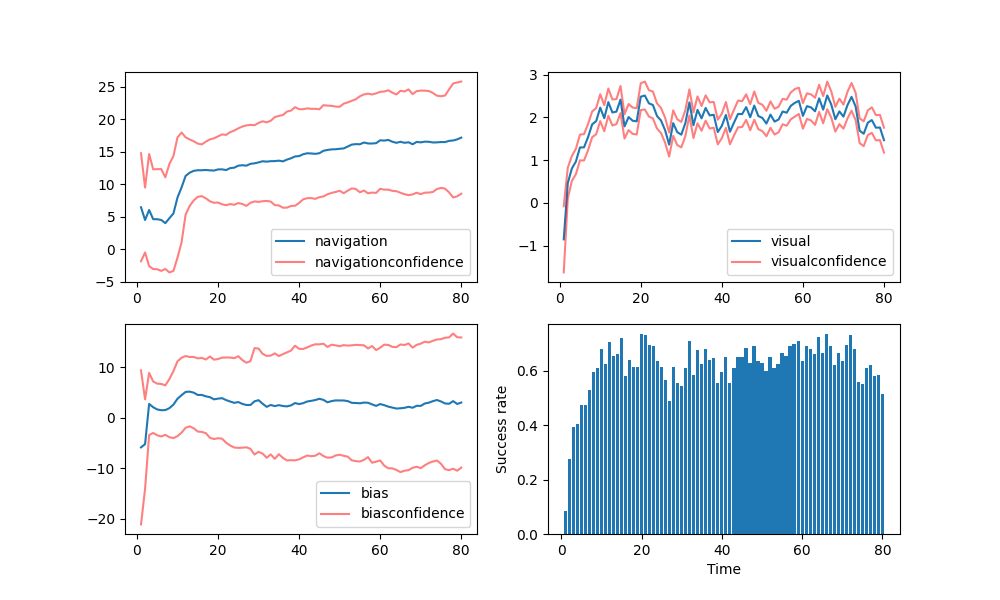 25
20
15
10
5
0
−5
0 20 40 60 80
navigation
navigationconfidence
3
2
1
0
−1
0 20 40 60 80
visual
visualconfidence
10
0
−10
−20
0 20 40 60 80
bias
biasconfidence
Success rate
0.6
0.4
0.2
0.0
0 20 40 60 80
Time